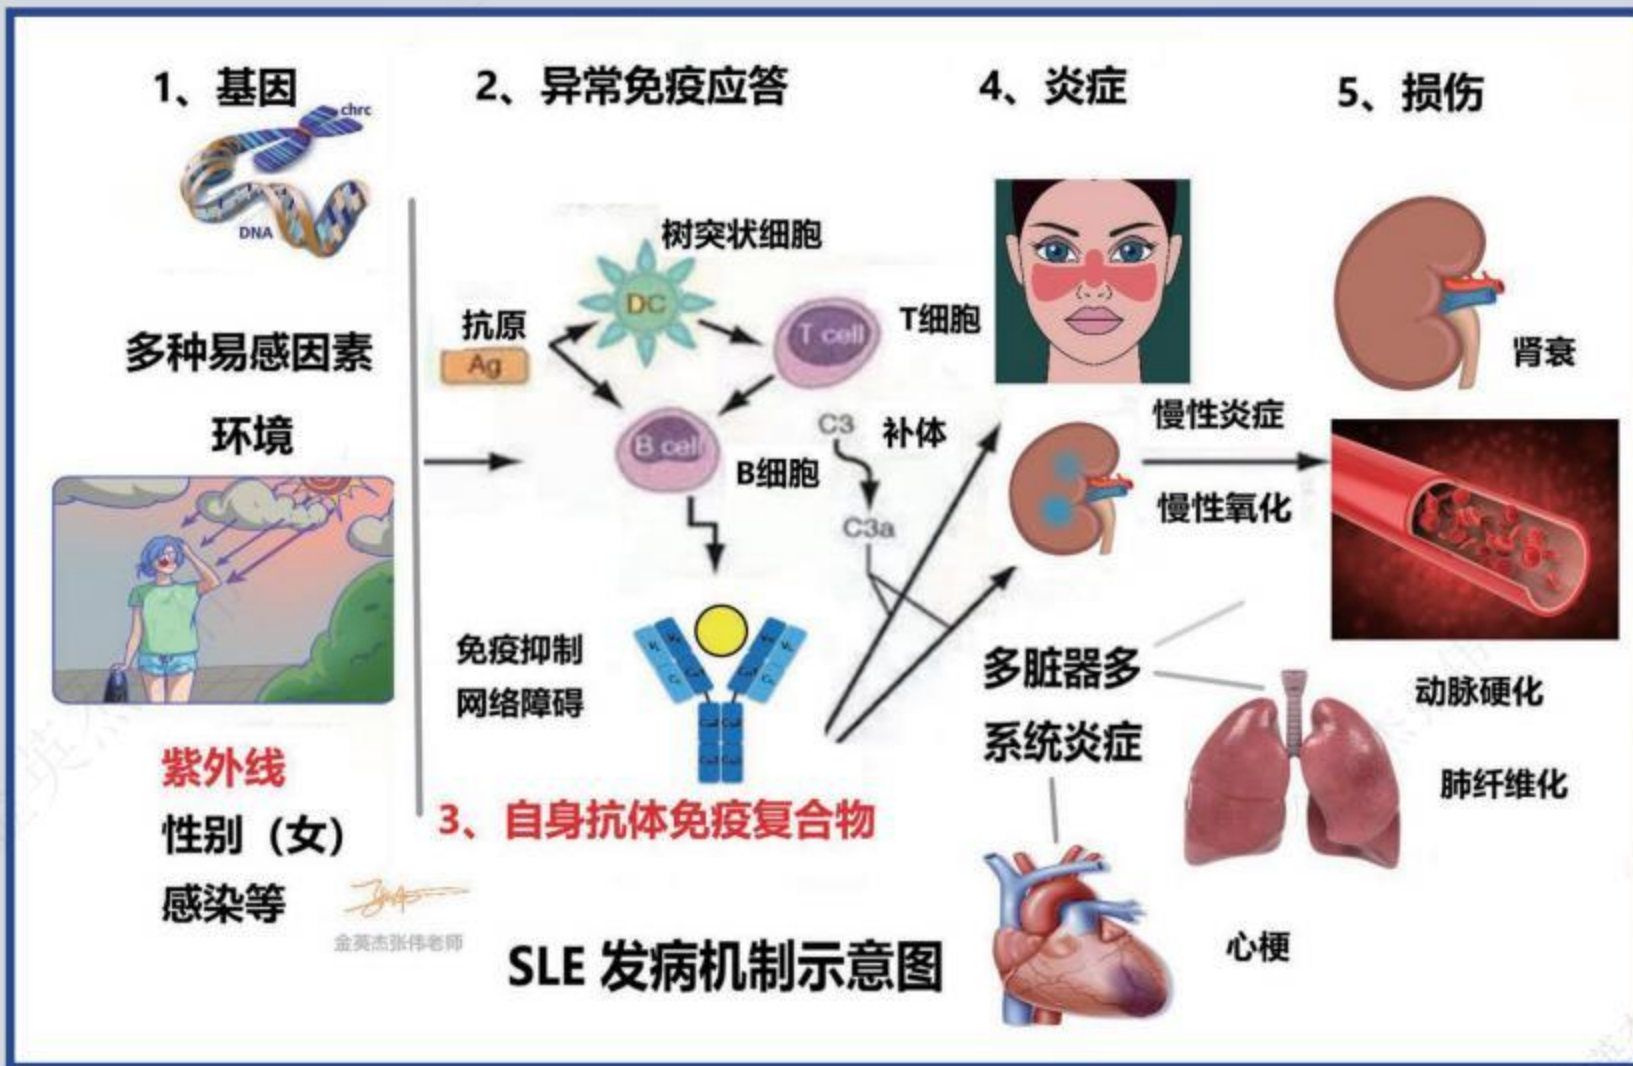 1、基因
chrc
DNA
多种易感因素
环境
紫外线
性别（女）
感染等
金英杰张伟老师
2、异常免疫应答
树突状细胞
DC
抗原
Ag
T cell
T细胞
B cell
B细胞
C3
补体
C3a
免疫抑制
网络障碍
3、自身抗体免疫复合物
4、炎症
慢性炎症
慢性氧化
多脏器多
系统炎症
5、损伤
肾衰
动脉硬化
肺纤维化
心梗
SLE 发病机制示意图